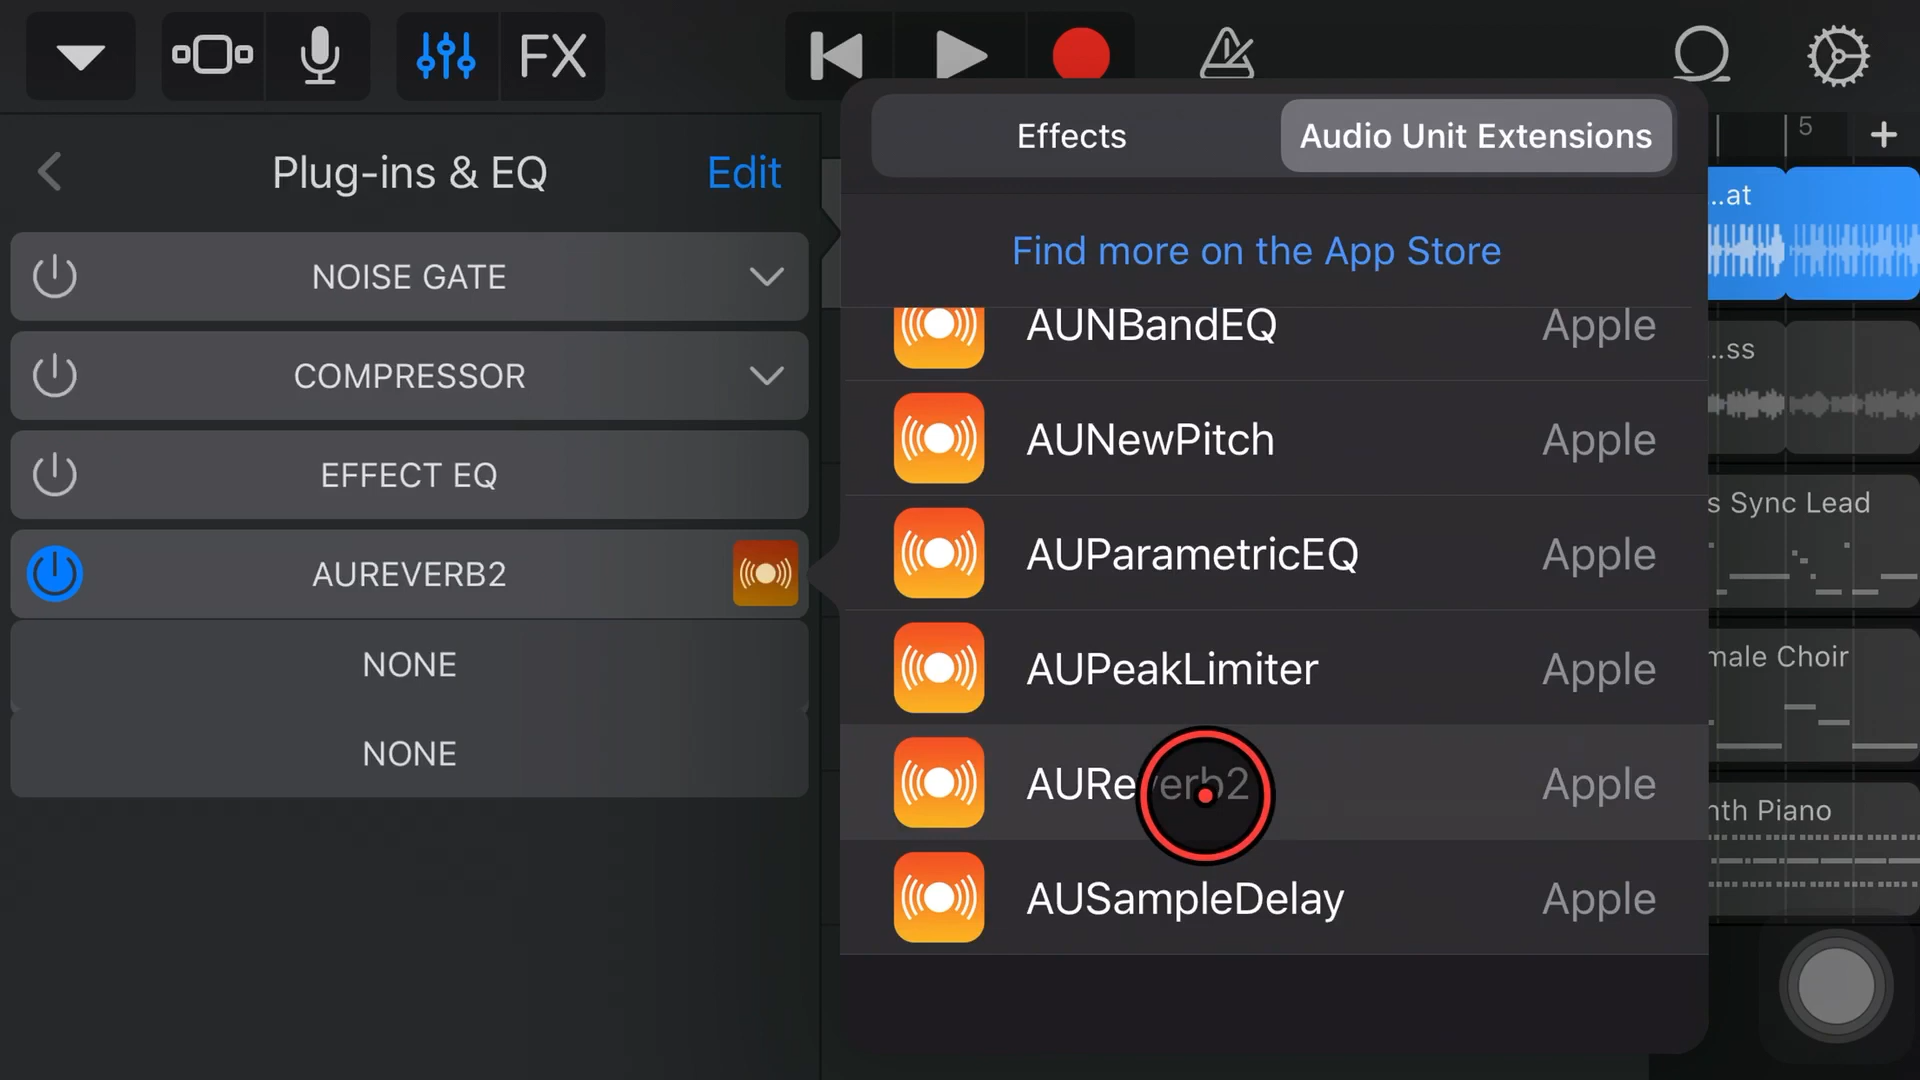 FX
Plug-ins & EQ
Edit
NOISE GATE
COMPRESSOR
EFFECT EQ
AUREVERB2
NONE
NONE
Effects
Audio Unit Extensions
Find more on the App Store
AUNBandEQ Apple
AUNewPitch Apple
AUParametricEQ Apple
AUPeakLimiter Apple
AUReverb2 Apple
AUSampleDelay Apple
5
...at
...ss
s Sync Lead
male Choir
nth Piano